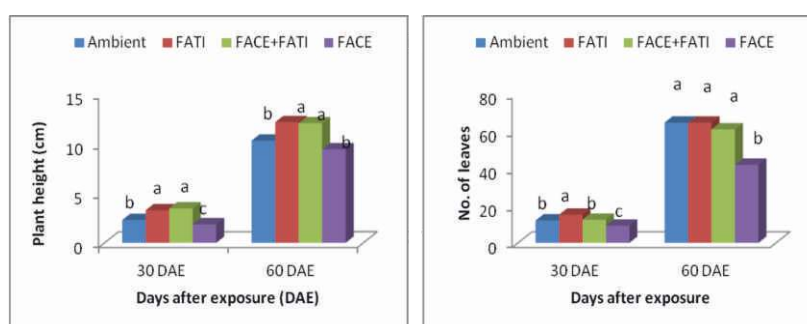 Ambient FATI FACE+FATI FACE
Plant height (cm)
15
10
5
0
b a a c
b a a b
30 DAE 60 DAE
Days after exposure (DAE)
Ambient FATI FACE+FATI FACE
No. of leaves
80
60
40
20
0
b a b c
a a a b
30 DAE 60 DAE
Days after exposure